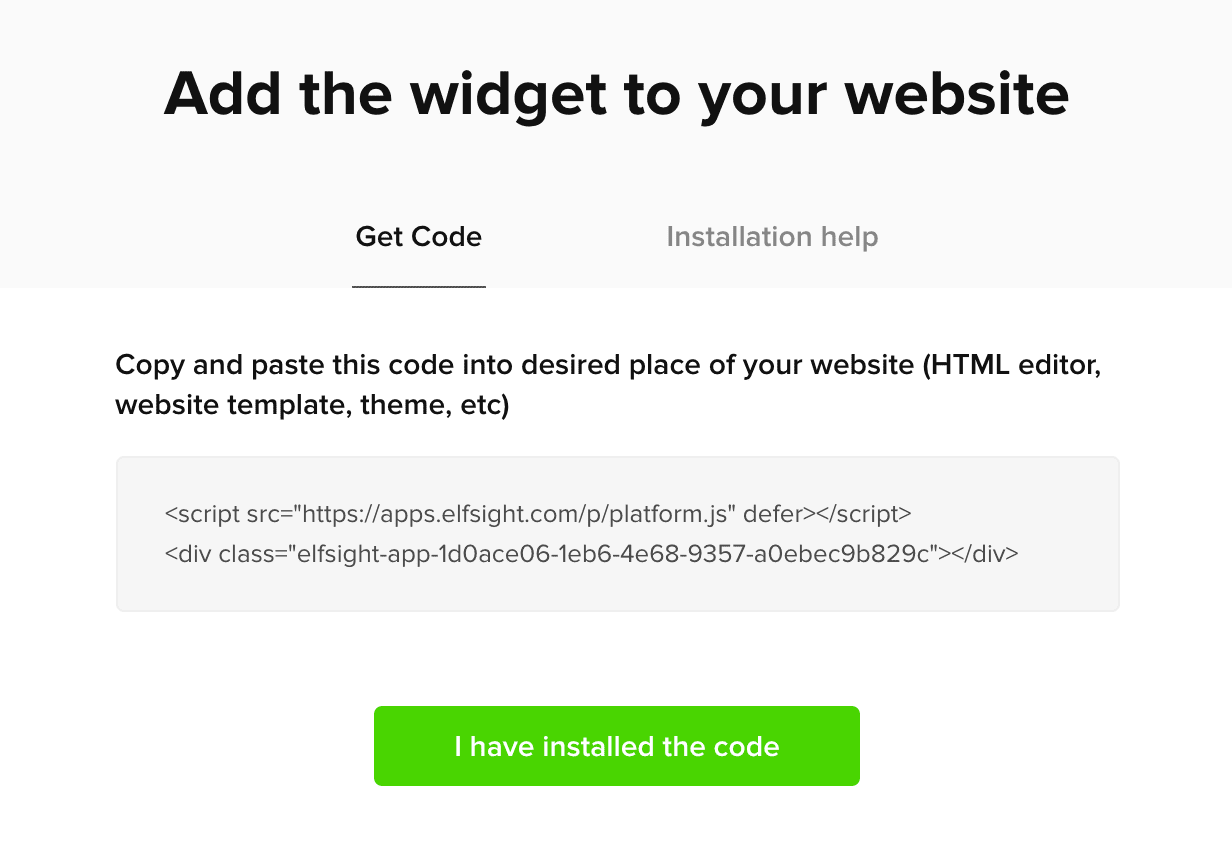 Add the widget to your website
Get Code
Installation help
Copy and paste this code into desired place of your website (HTML editor,
website template, theme, etc)
<script src="https://apps.elfsight.com/p/platform.js" defer></script>
<div class="elfsight-app-1d0ace06-1eb6-4e68-9357-a0ebec9b829c"></div>
I have installed the code